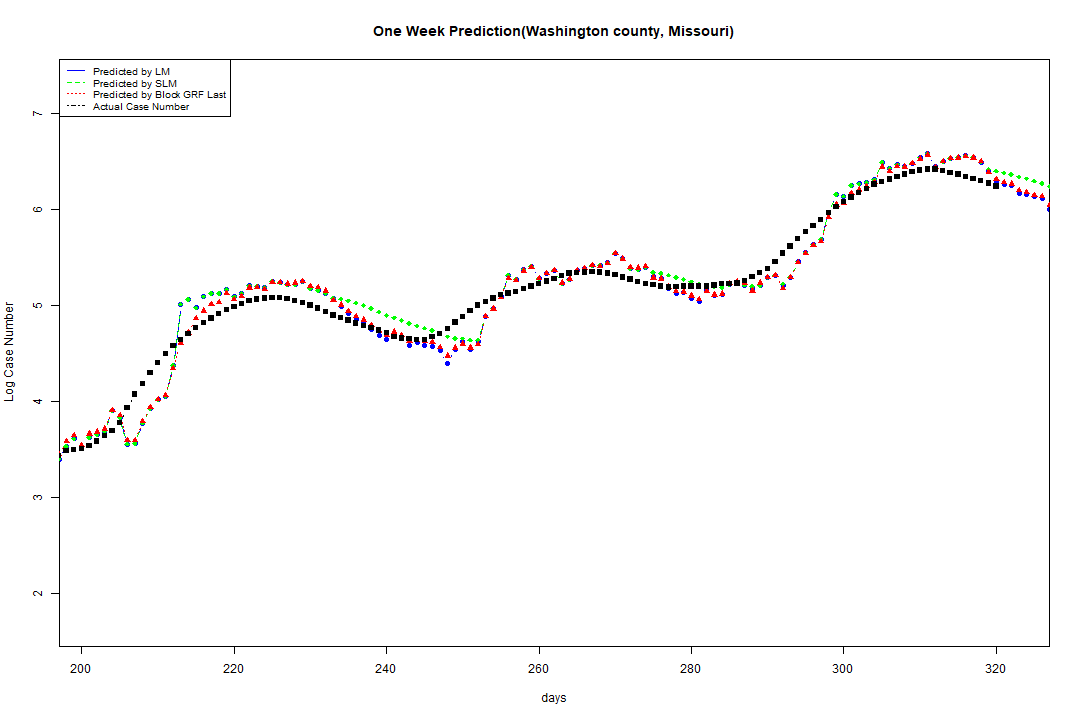 One Week Prediction(Washington county, Missouri)
Predicted by LM
Predicted by SLM
Predicted by Block GRF Last
Actual Case Number
7
6
5
4
3
2
Log Case Number
200 220 240 260 280 300 320
days